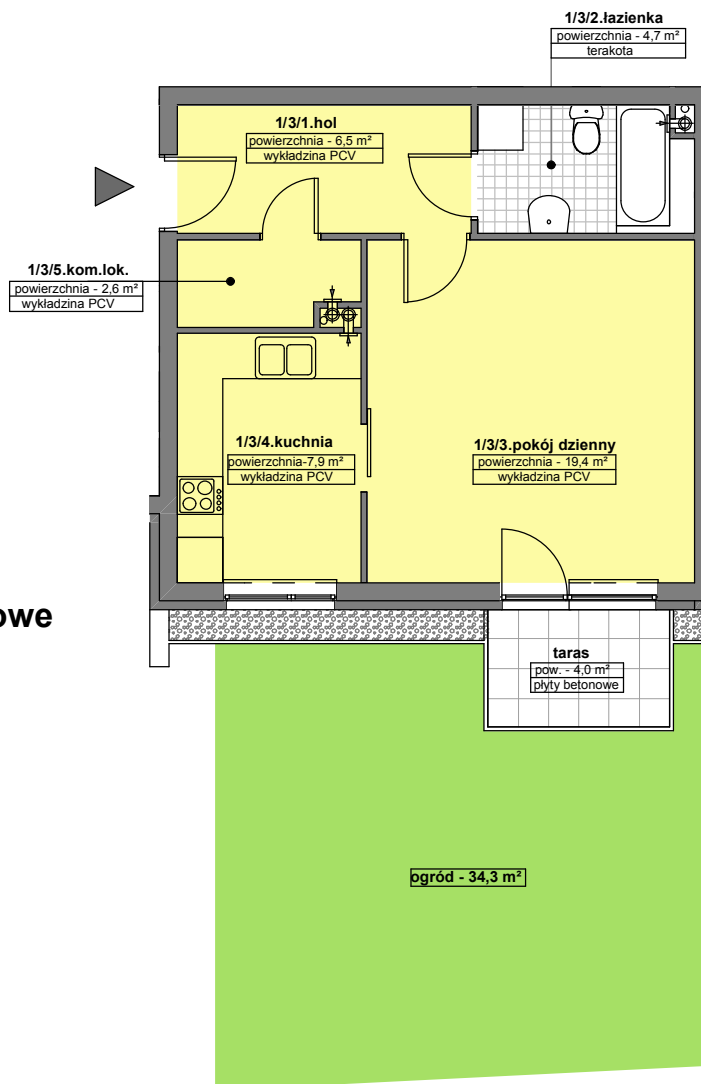 1/3/2.łazienka
powierzchnia - 4,7 m²
terakota
1/3/1.hol
powierzchnia - 6,5 m²
wykładzina PCV
1/3/5.kom.lok.
powierzchnia - 2,6 m²
wykładzina PCV
1/3/4.kuchnia
powierzchnia-7,9 m²
wykładzina PCV
1/3/3.pokój dzienny
powierzchnia - 19,4 m²
wykładzina PCV
owe
taras
pow. - 4,0 m²
płyty betonowe
ogród - 34,3 m²